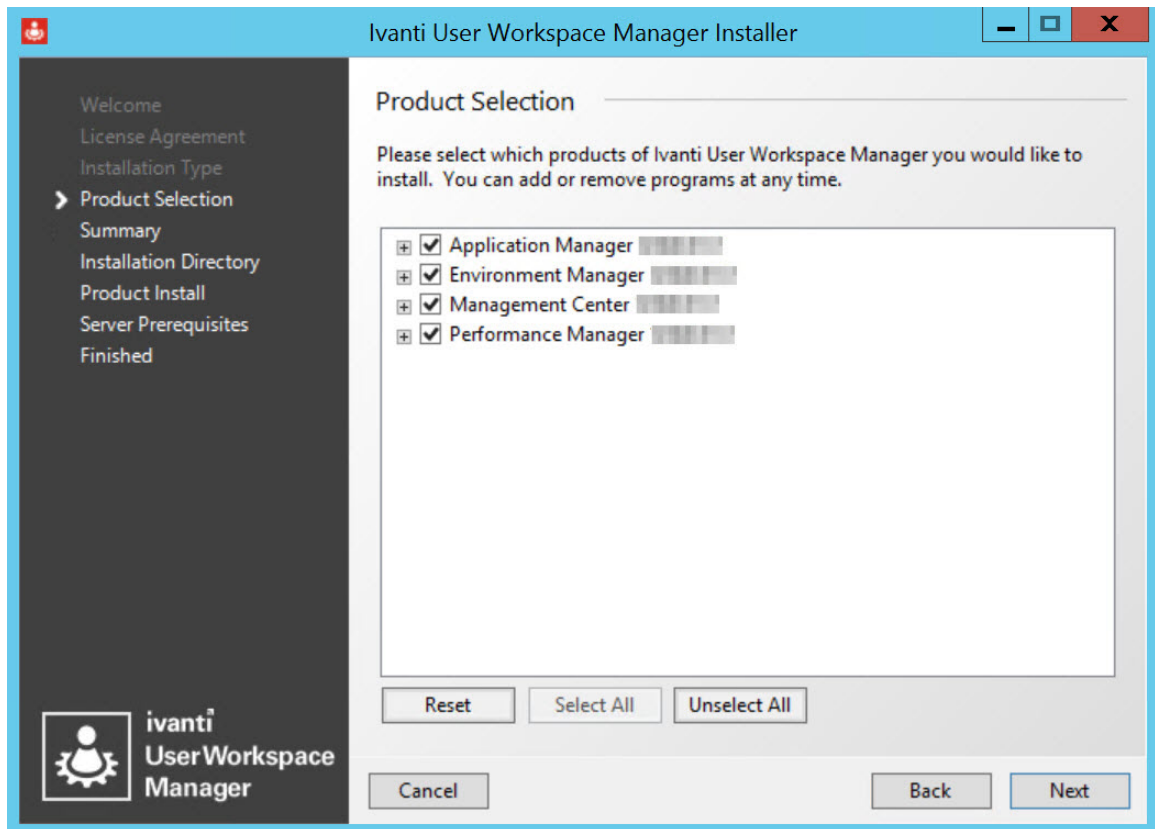 Ivanti User Workspace Manager Installer
Welcome
License Agreement
Installation Type
Product Selection
Summary
Installation Directory
Product Install
Server Prerequisites
Finished
ivanti
User Workspace
Manager
Product Selection
Please select which products of Ivanti User Workspace Manager you would like to
install. You can add or remove programs at any time.
Application Manager
Environment Manager
Management Center
Performance Manager
Reset
Select All
Unselect All
Cancel
Back
Next